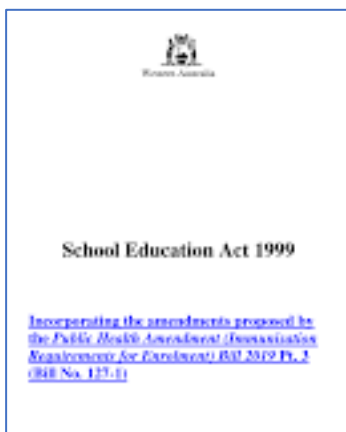 Western Australia
School Education Act 1999
Incorporating the amendments proposed by
the Public Health Amendment (Immunisation
Requirements for Enrolment) Bill 2019 Pt. 3
(Bill No. 127-1)